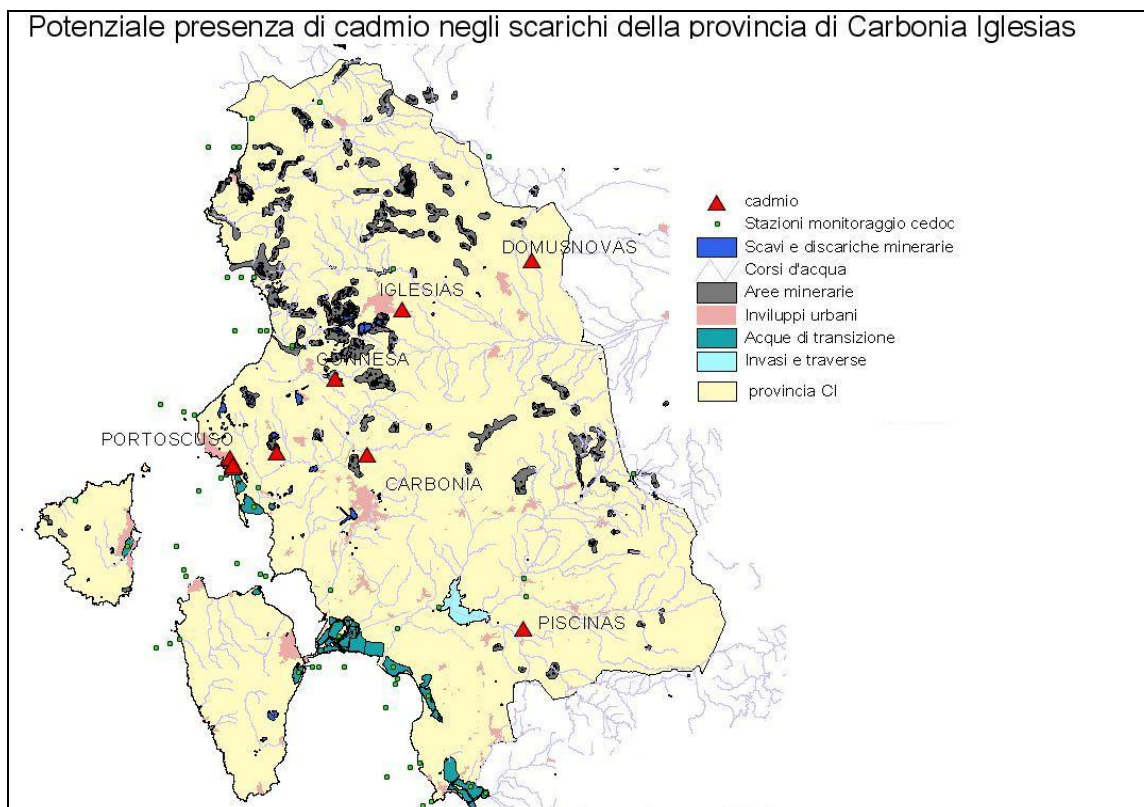 Potenziale presenza di cadmio negli scarichi della provincia di Carbonia Iglesias
cadmio
Stazioni monitoraggio cedoc
Scavi e discariche minerarie
Corsi d'acqua
Aree minerarie
Inviluppi urbani
Acque di transizione
Invasi e traverse
provincia CI
DOMUSNOVAS
IGLESIAS
GONNESA
PORTOSCUSO
CARBONIA
PISCINAS